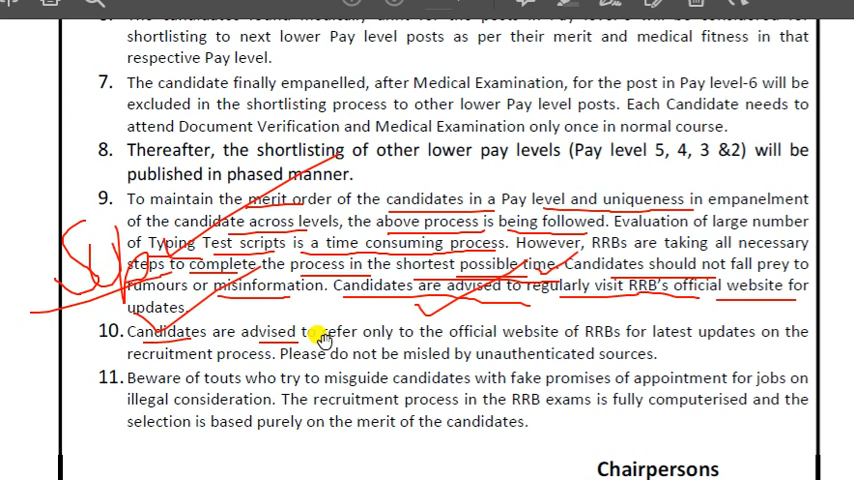 shortlisting to next lower Pay level posts as per their merit and medical fitness in that
respective Pay level.
7. The candidate finally empanelled, after Medical Examination, for the post in Pay level-6 will be
excluded in the shortlisting process to other lower Pay level posts. Each Candidate needs to
attend Document Verification and Medical Examination only once in normal course.
8. Thereafter, the shortlisting of other lower pay levels (Pay level 5, 4, 3 &2) will be
published in phased manner.
9. To maintain the merit order of the candidates in a Pay level and uniqueness in empanelment
of the candidate across levels, the above process is being followed. Evaluation of large number
of Typing Test scripts is a time consuming process. However, RRBs are taking all necessary
steps to complete the process in the shortest possible time. Candidates should not fall prey to
rumours or misinformation. Candidates are advised to regularly visit RRB's official website for
updates.
10. Candidates are advised to refer only to the official website of RRBs for latest updates on the
recruitment process. Please do not be misled by unauthenticated sources.
11. Beware of touts who try to misguide candidates with fake promises of appointment for jobs on
illegal consideration. The recruitment process in the RRB exams is fully computerised and the
selection is based purely on the merit of the candidates.
Chairpersons